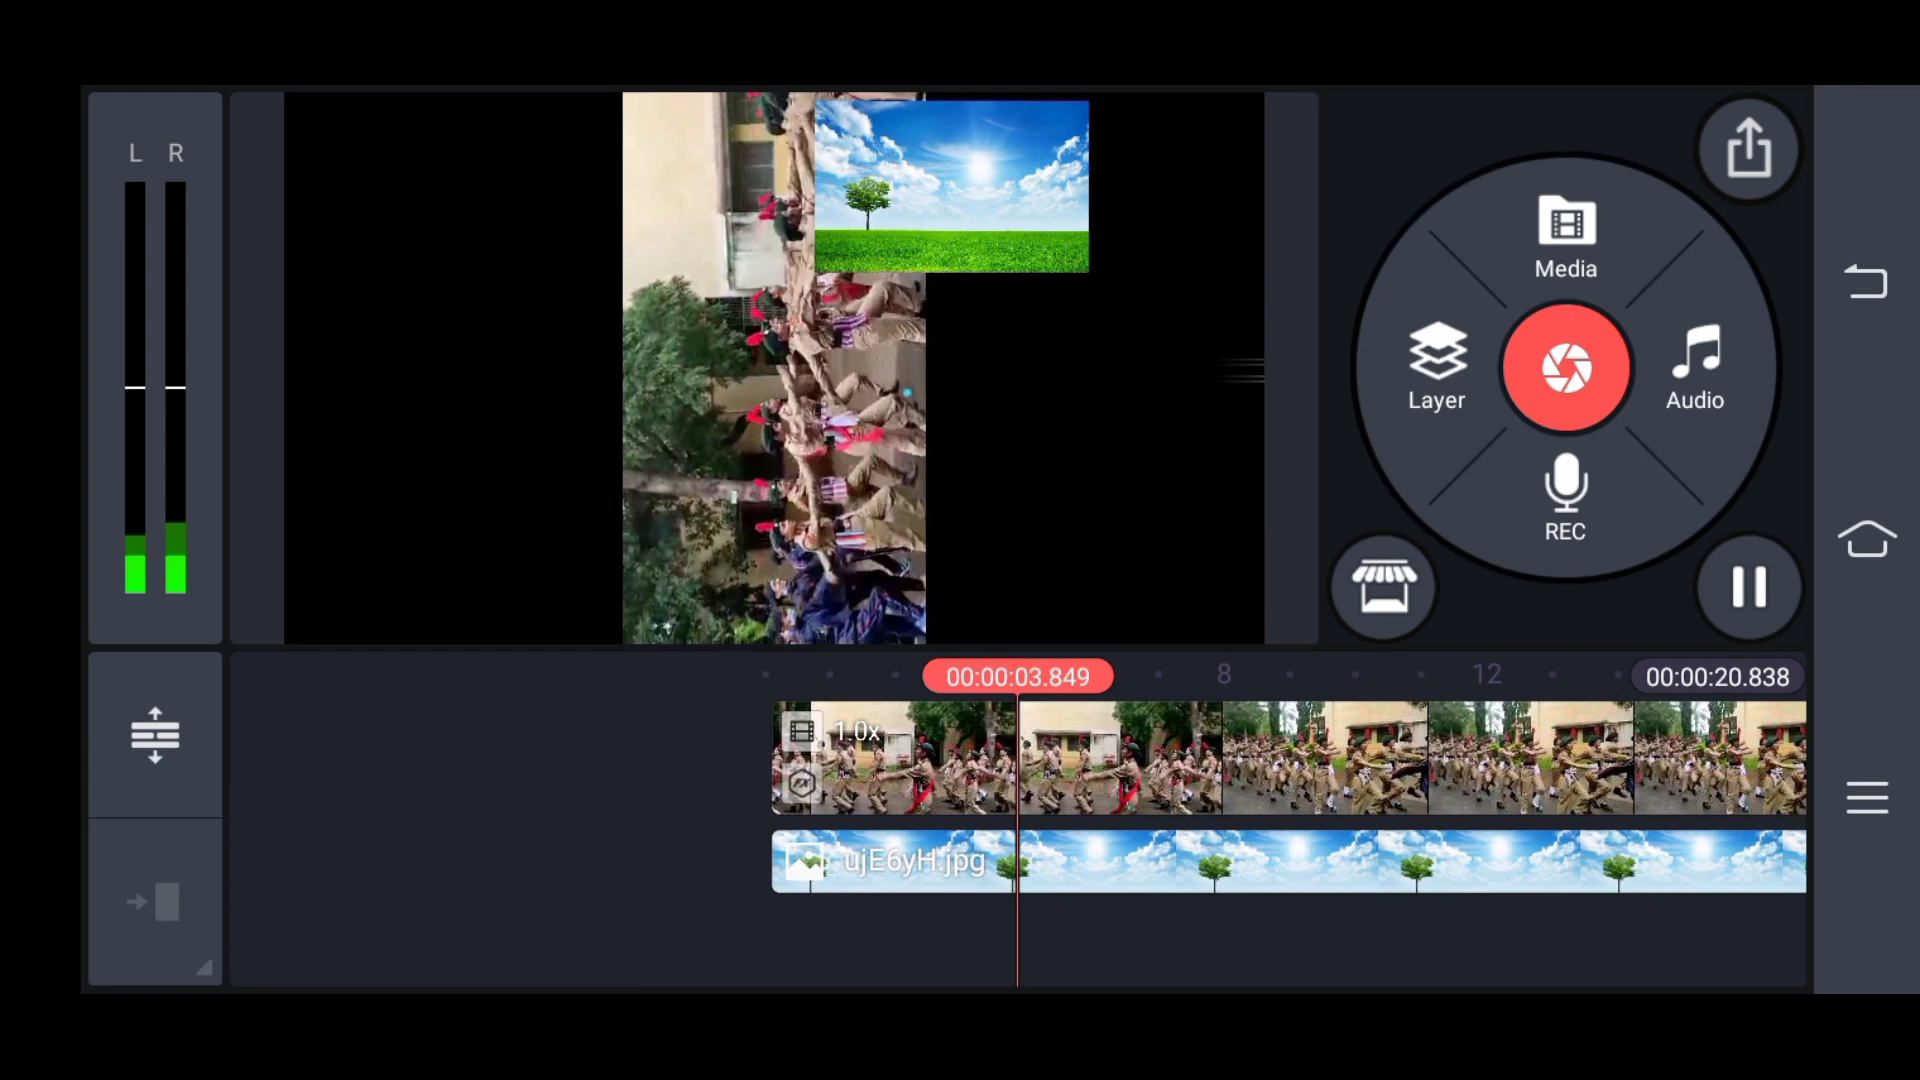 L R
Media
Layer
Audio
REC
00:00:03.849
8
12
00:00:20.838
1.0x
ujE6yH.jpg